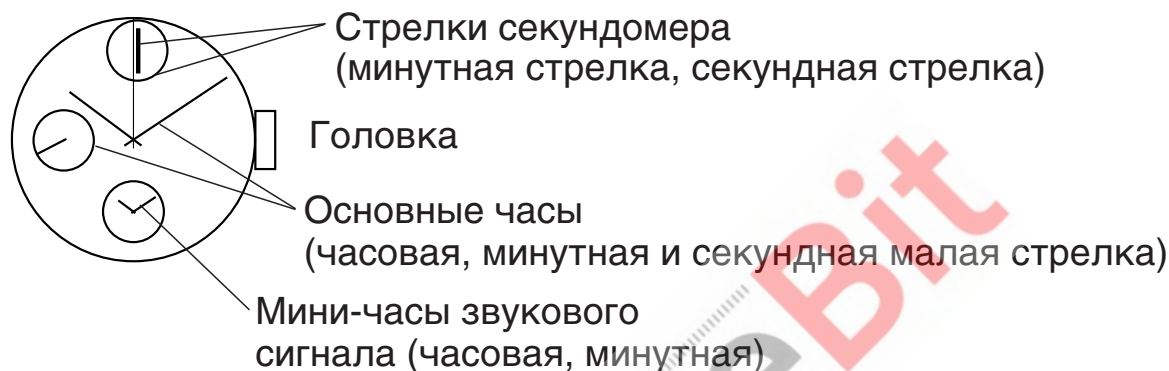 Стрелки секундомера
(минутная стрелка, секундная стрелка)
Головка
Основные часы
(часовая, минутная и секундная малая стрелка)
Мини-часы звукового
сигнала (часовая, минутная)
eBit